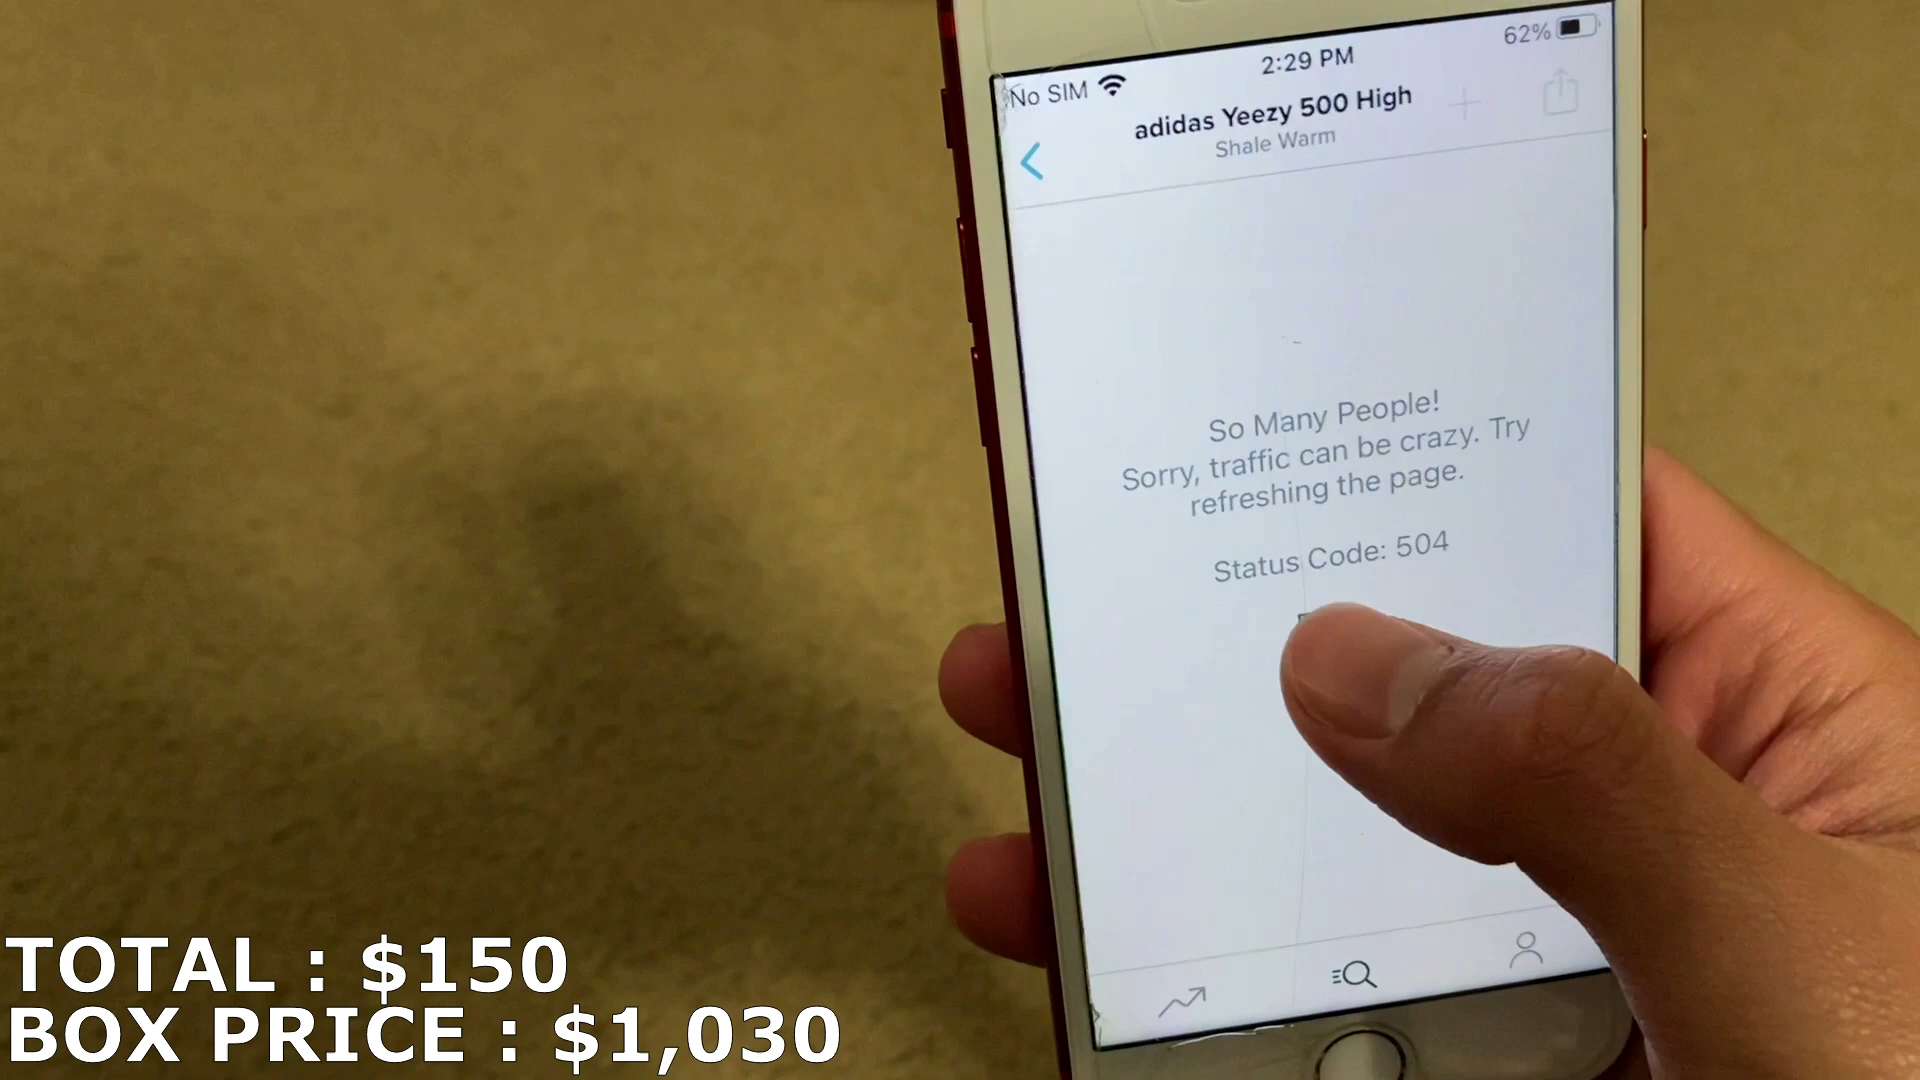 No SIM
2:29 PM
62%
adidas Yeezy 500 High
Shale Warm
So Many People!
Sorry, traffic can be crazy. Try
refreshing the page.
Status Code: 504
TOTAL : $150
BOX PRICE : $1,030